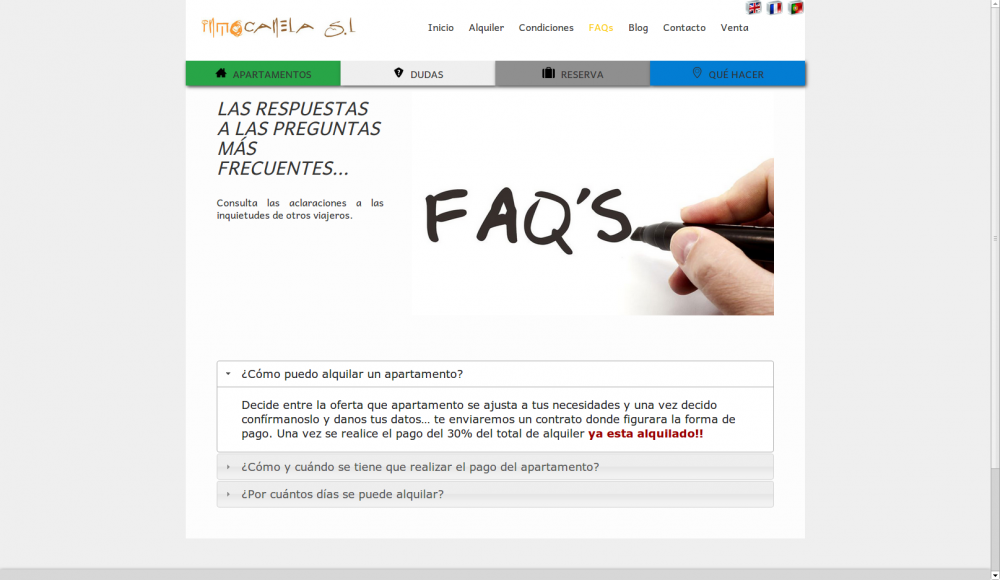 INMOCANELA S.L
Inicio Alquiler Condiciones FAQs Blog Contacto Venta
APARTAMENTOS DUDAS RESERVA QUÉ HACER
LAS RESPUESTAS
A LAS PREGUNTAS
MÁS
FRECUENTES...
Consulta las aclaraciones a las
inquietudes de otros viajeros.
FAQ'S
¿Cómo puedo alquilar un apartamento?
Decide entre la oferta que apartamento se ajusta a tus necesidades y una vez decido
confírmanoslo y danos tus datos... te enviaremos un contrato donde figurara la forma de
pago. Una vez se realice el pago del 30% del total de alquiler ya esta alquilado!!
¿Cómo y cuándo se tiene que realizar el pago del apartamento?
¿Por cuántos días se puede alquilar?